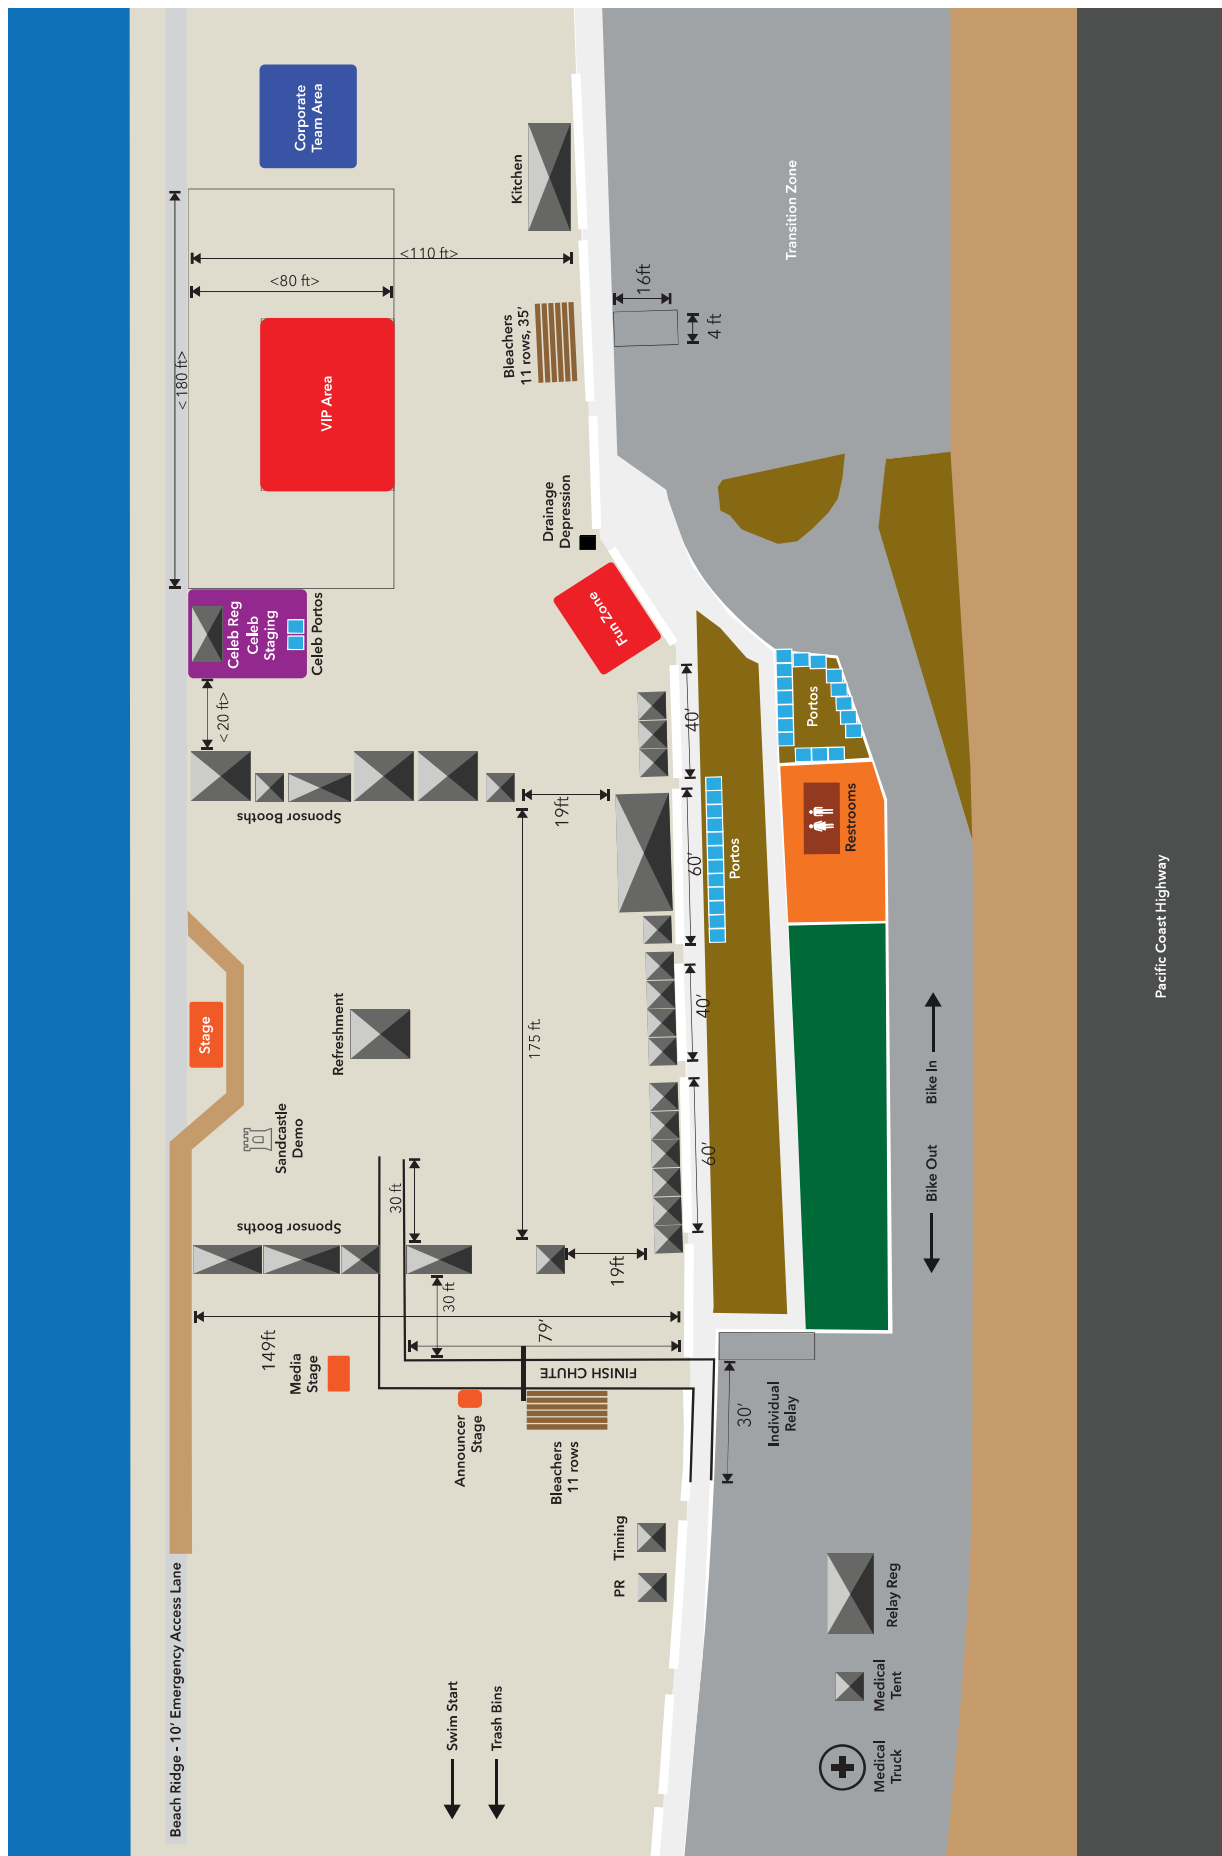 Corporate
Team Area
Kitchen
Transition Zone
<110 ft>
<80 ft>
<180 ft>
16ft
4 ft
Bleachers
11 rows, 35'
VIP Area
Drainage
Depression
Fun Zone
Celeb Reg
Celeb
Staging
Celeb Portos
<20 ft>
40'
Portos
Sponsor Booths
19ft
60'
Portos
Restrooms
Pacific Coast Highway
Stage
Refreshment
175 ft
40'
Bike In
Sandcastle
Demo
60'
Bike Out
30 ft
Sponsor Booths
19ft
30 ft
149ft
79'
Media
Stage
FINISH CHUTE
Announcer
Stage
Bleachers
11 rows
30'
Individual
Relay
Timing
PR
Relay Reg
Beach Ridge - 10' Emergency Access Lane
Medical
Tent
Swim Start
Trash Bins
Medical
Truck